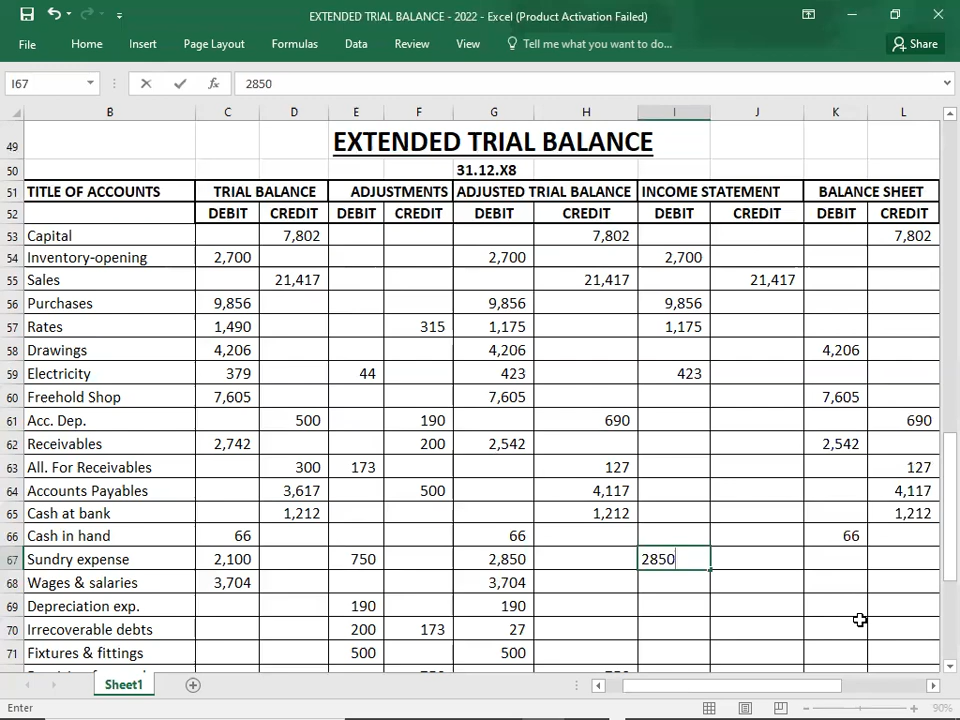 EXTENDED TRIAL BALANCE - 2022 - Excel (Product Activation Failed)
File Home Insert Page Layout Formulas Data Review View Tell me what you want to do... Share
I67 fx 2850
B C D E F G H I J K L
49 EXTENDED TRIAL BALANCE
50 31.12.X8
51 TITLE OF ACCOUNTS TRIAL BALANCE ADJUSTMENTS ADJUSTED TRIAL BALANCE INCOME STATEMENT BALANCE SHEET
52 DEBIT CREDIT DEBIT CREDIT DEBIT CREDIT DEBIT CREDIT DEBIT CREDIT
53 Capital 7,802 7,802 7,802
54 Inventory-opening 2,700 2,700 2,700
55 Sales 21,417 21,417 21,417
56 Purchases 9,856 9,856 9,856
57 Rates 1,490 315 1,175 1,175
58 Drawings 4,206 4,206 4,206
59 Electricity 379 44 423 423
60 Freehold Shop 7,605 7,605 7,605
61 Acc. Dep. 500 190 690 690
62 Receivables 2,742 200 2,542 2,542
63 All. For Receivables 300 173 127 127
64 Accounts Payables 3,617 500 4,117 4,117
65 Cash at bank 1,212 1,212 1,212
66 Cash in hand 66 66 66
67 Sundry expense 2,100 750 2,850 2850
68 Wages & salaries 3,704 3,704
69 Depreciation exp. 190 190
70 Irrecoverable debts 200 173 27
71 Fixtures & fittings 500 500
Sheet1
Enter 90%